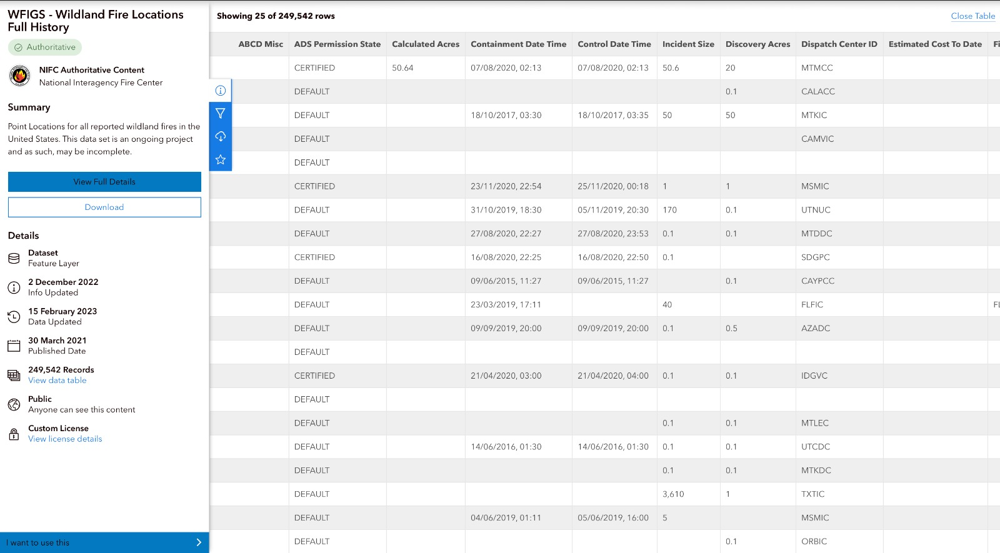 WFIGS - Wildland Fire Locations
Full History
Authoritative
NIFC Authoritative Content
National Interagency Fire Center
Summary
Point Locations for all reported wildland fires in the
United States. This data set is an ongoing project
and as such, may be incomplete.
View Full Details
Download
Details
Dataset
Feature Layer
2 December 2022
Info Updated
15 February 2023
Data Updated
30 March 2021
Published Date
249,542 Records
View data table
Public
Anyone can see this content
Custom License
View license details
I want to use this
Showing 25 of 249,542 rows
Close Table
ABCD Misc ADS Permission State Calculated Acres Containment Date Time Control Date Time Incident Size Discovery Acres Dispatch Center ID Estimated Cost To Date Fi
CERTIFIED 50.64 07/08/2020, 02:13 07/08/2020, 02:13 50.6 20 MTMCC
DEFAULT 0.1 CALACC
DEFAULT 18/10/2017, 03:30 18/10/2017, 03:35 50 50 MTKIC
DEFAULT CAMVIC
DEFAULT
CERTIFIED 23/11/2020, 22:54 25/11/2020, 00:18 1 1 MSMIC
DEFAULT 31/10/2019, 18:30 05/11/2019, 20:30 170 0.1 UTNUC
DEFAULT 27/08/2020, 22:27 27/08/2020, 23:53 0.1 0.1 MTDDC
CERTIFIED 16/08/2020, 22:25 16/08/2020, 22:50 0.1 SDGPC
DEFAULT 09/06/2015, 11:27 09/06/2015, 11:27 0.1 CAYPCC
DEFAULT 23/03/2019, 17:11 40 FLFIC FL
DEFAULT 09/09/2019, 20:00 09/09/2019, 20:00 0.1 0.5 AZADC
DEFAULT
CERTIFIED 21/04/2020, 03:00 21/04/2020, 04:00 0.1 0.1 IDGVC
DEFAULT
DEFAULT 0.1 0.1 MTLEC
DEFAULT 14/06/2016, 01:30 14/06/2016, 01:30 0.1 0.1 UTCDC
DEFAULT 0.1 0.1 MTKDC
DEFAULT 3,610 1 TXTIC
DEFAULT 04/06/2019, 01:11 05/06/2019, 16:00 5 MSMIC
DEFAULT 0.1 ORBIC